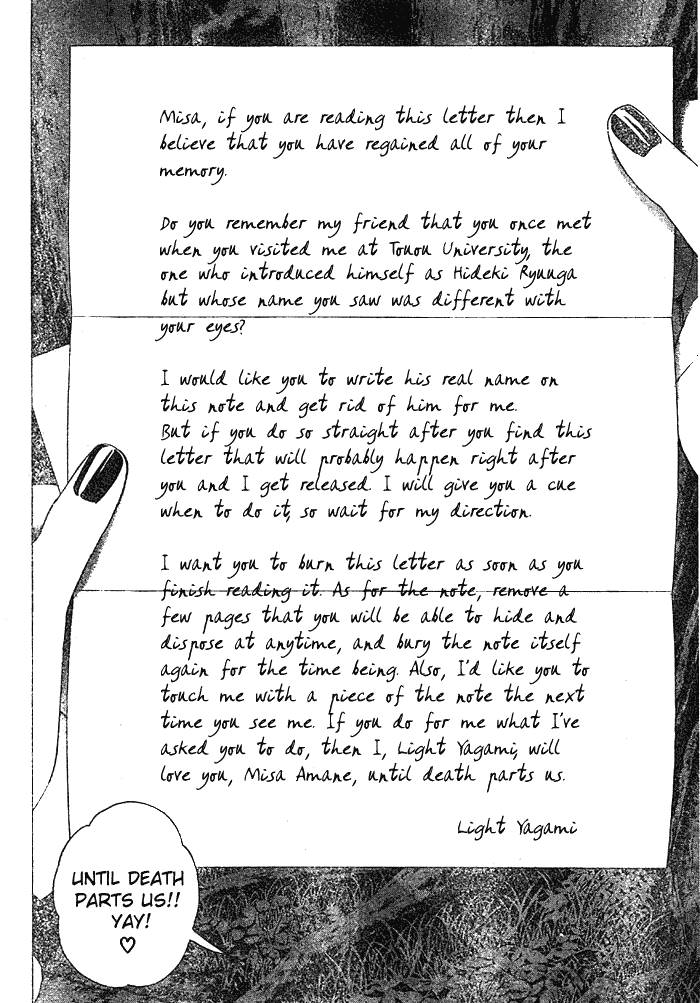 Misa, if you are reading this letter then I
believe that you have regained all of your
memory.
Do you remember my friend that you once met
when you visited me at Touou University, the
one who introduced himself as Hideki Ryuuga
but whose name you saw was different with
your eyes?
I would like you to write his real name on
this note and get rid of him for me.
But if you do so straight after you find this
letter that will probably happen right after
you and I get released. I will give you a cue
when to do it, so wait for my direction.
I want you to burn this letter as soon as you
finish reading it. As for the note, remove a
few pages that you will be able to hide and
dispose at anytime, and bury the note itself
again for the time being. Also, I'd like you to
touch me with a piece of the note the next
time you see me. If you do for me what I've
asked you to do, then I, Light Yagami, will
love you, Misa Amane, until death parts us.
Light Yagami
UNTIL DEATH
PARTS US!!
YAY!
♡